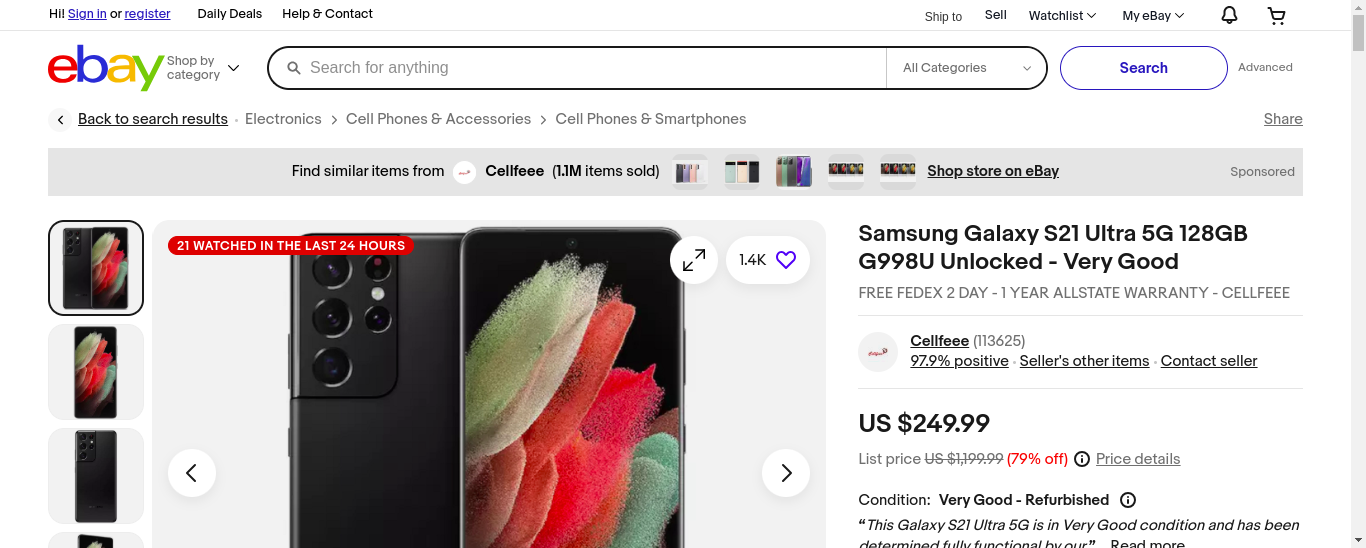 Hi! Sign in or register
Daily Deals
Help & Contact
Ship to
Sell
Watchlist
My eBay
ebay
Shop by
category
Search for anything
All Categories
Search
Advanced
Back to search results
Electronics
Cell Phones & Accessories
Cell Phones & Smartphones
Share
Find similar items from
Cellfeee (1.1M items sold)
Shop store on eBay
Sponsored
21 WATCHED IN THE LAST 24 HOURS
1.4K
Samsung Galaxy S21 Ultra 5G 128GB
G998U Unlocked - Very Good
FREE FEDEX 2 DAY - 1 YEAR ALLSTATE WARRANTY - CELLFEEE
Cellfeee (113625)
97.9% positive · Seller's other items · Contact seller
US $249.99
List price US $1,199.99 (79% off) Price details
Condition: Very Good - Refurbished
“This Galaxy S21 Ultra 5G is in Very Good condition and has been
determined fully functional by our” ... Read more